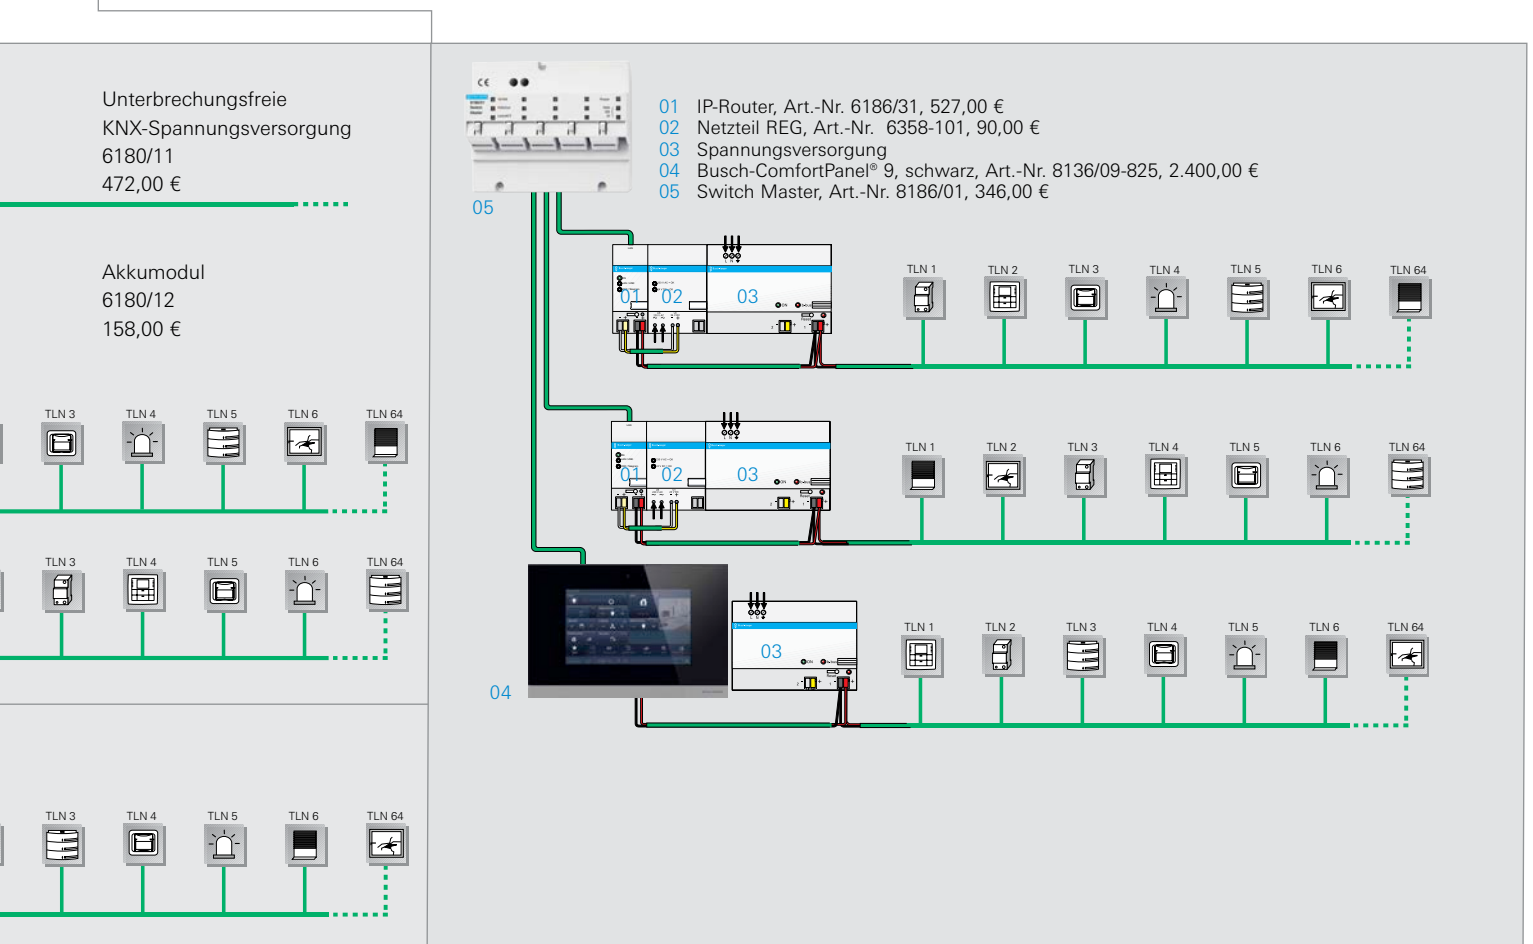 Unterbrechungsfreie
KNX-Spannungsversorgung
6180/11
472,00 €
Akkumodul
6180/12
158,00 €
TLN 3 TLN 4 TLN 5 TLN 6 TLN 64
TLN 3 TLN 4 TLN 5 TLN 6 TLN 64
TLN 3 TLN 4 TLN 5 TLN 6 TLN 64
01 IP-Router, Art.-Nr. 6186/31, 527,00 €
02 Netzteil REG, Art.-Nr. 6358-101, 90,00 €
03 Spannungsversorgung
04 Busch-ComfortPanel® 9, schwarz, Art.-Nr. 8136/09-825, 2.400,00 €
05 Switch Master, Art.-Nr. 8186/01, 346,00 €
05
L N
01 02 03
ON
Reset
TLN 1 TLN 2 TLN 3 TLN 4 TLN 5 TLN 6 TLN 64
L N
01 02 03
ON
Reset
TLN 1 TLN 2 TLN 3 TLN 4 TLN 5 TLN 6 TLN 64
L N
03
ON
Reset
04
TLN 1 TLN 2 TLN 3 TLN 4 TLN 5 TLN 6 TLN 64